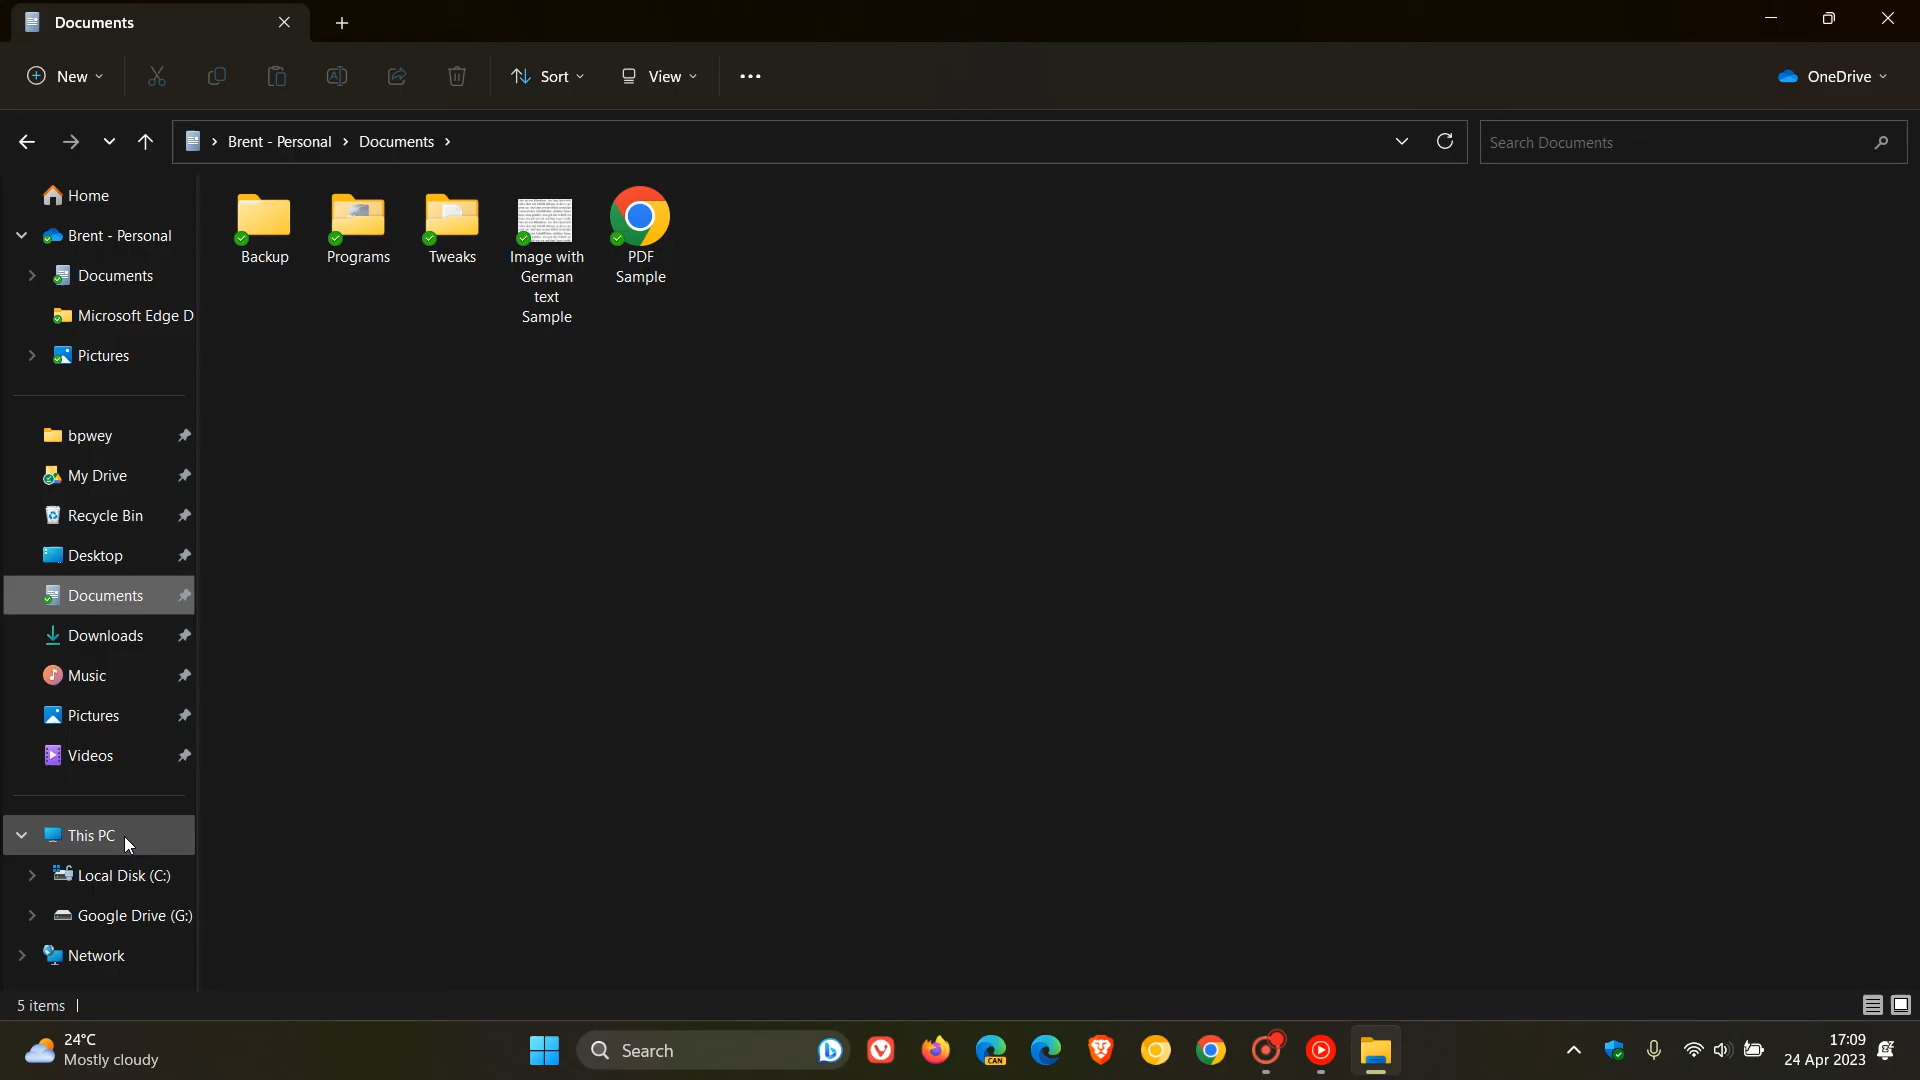 Documents
New
Sort
View
OneDrive
Brent - Personal
Documents
Search Documents
Home
Brent - Personal
Documents
Microsoft Edge D
Pictures
bpwey
My Drive
Recycle Bin
Desktop
Documents
Downloads
Music
Pictures
Videos
This PC
Local Disk (C:)
Google Drive (G:)
Network
Backup
Programs
Tweaks
Image with
German
text
Sample
PDF
Sample
5 items
24°C
Mostly cloudy
Search
CAN
17:09
24 Apr 2023